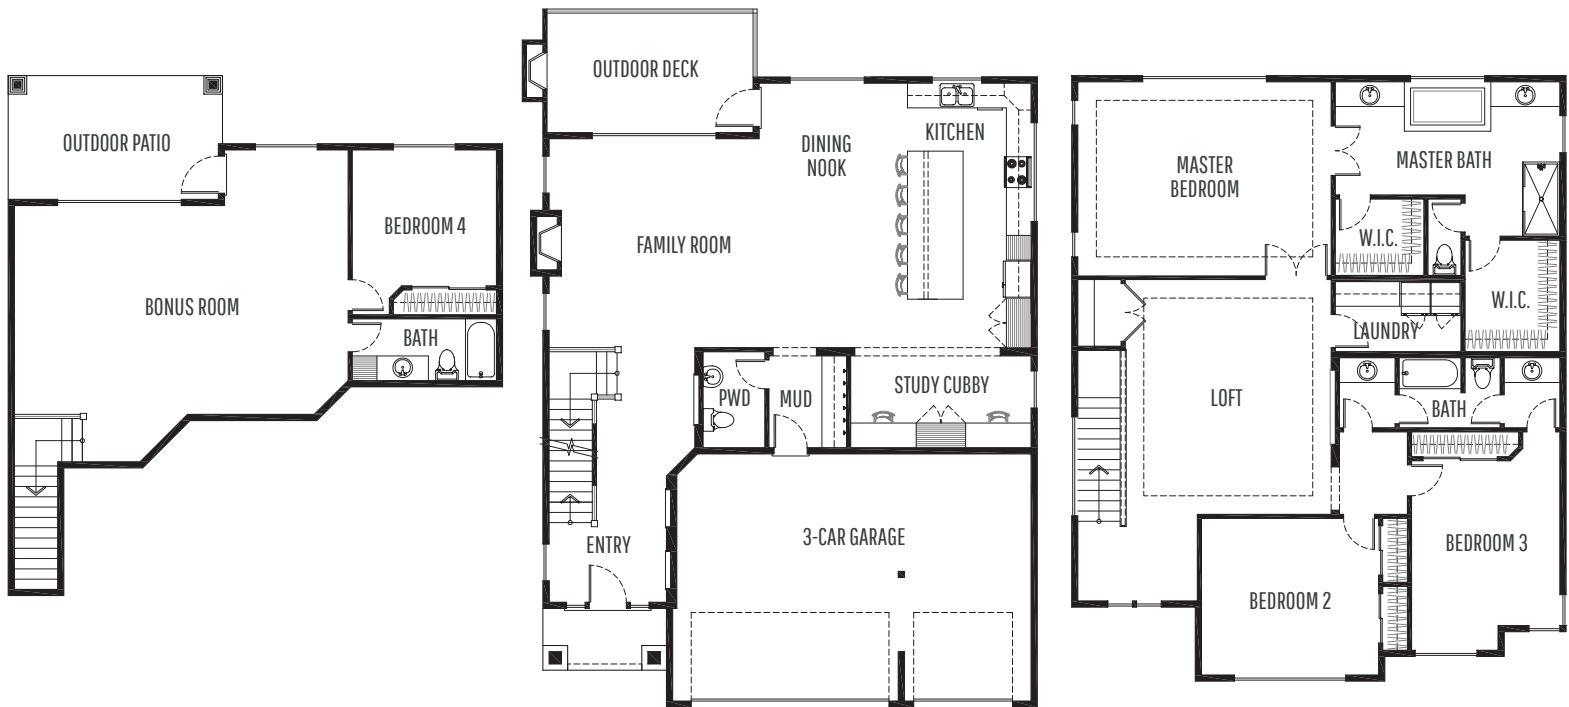 OUTDOOR PATIO
BEDROOM 4
BONUS ROOM
BATH
OUTDOOR DECK
DINING
NOOK
KITCHEN
FAMILY ROOM
PWD
MUD
STUDY CUBBY
ENTRY
3-CAR GARAGE
MASTER
BEDROOM
MASTER BATH
W.I.C.
W.I.C.
LAUNDRY
LOFT
BATH
BEDROOM 3
BEDROOM 2